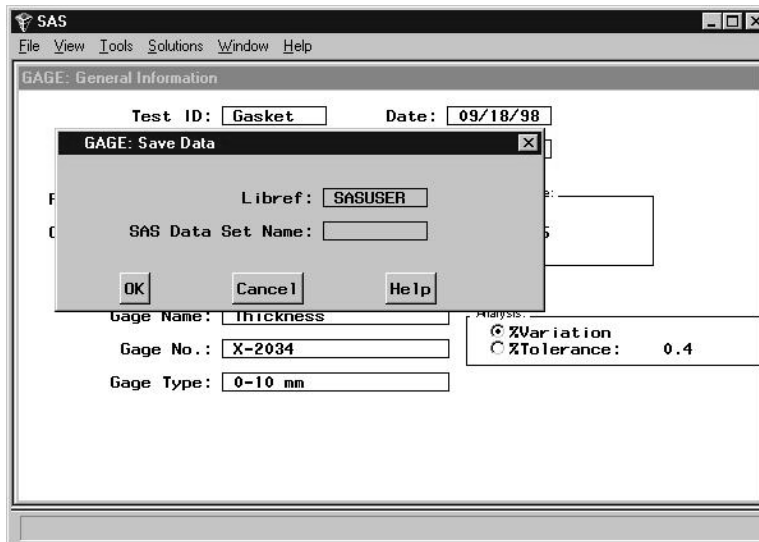 SAS
File View Tools Solutions Window Help
GAGE: General Information
Test ID: Gasket Date: 09/18/98
GAGE: Save Data
Libref: SASUSER
SAS Data Set Name:
OK Cancel Help
Gage Name: Thickness
Analysis:
%Variation
Gage No.: X-2034
%Tolerance: 0.4
Gage Type: 0-10 mm